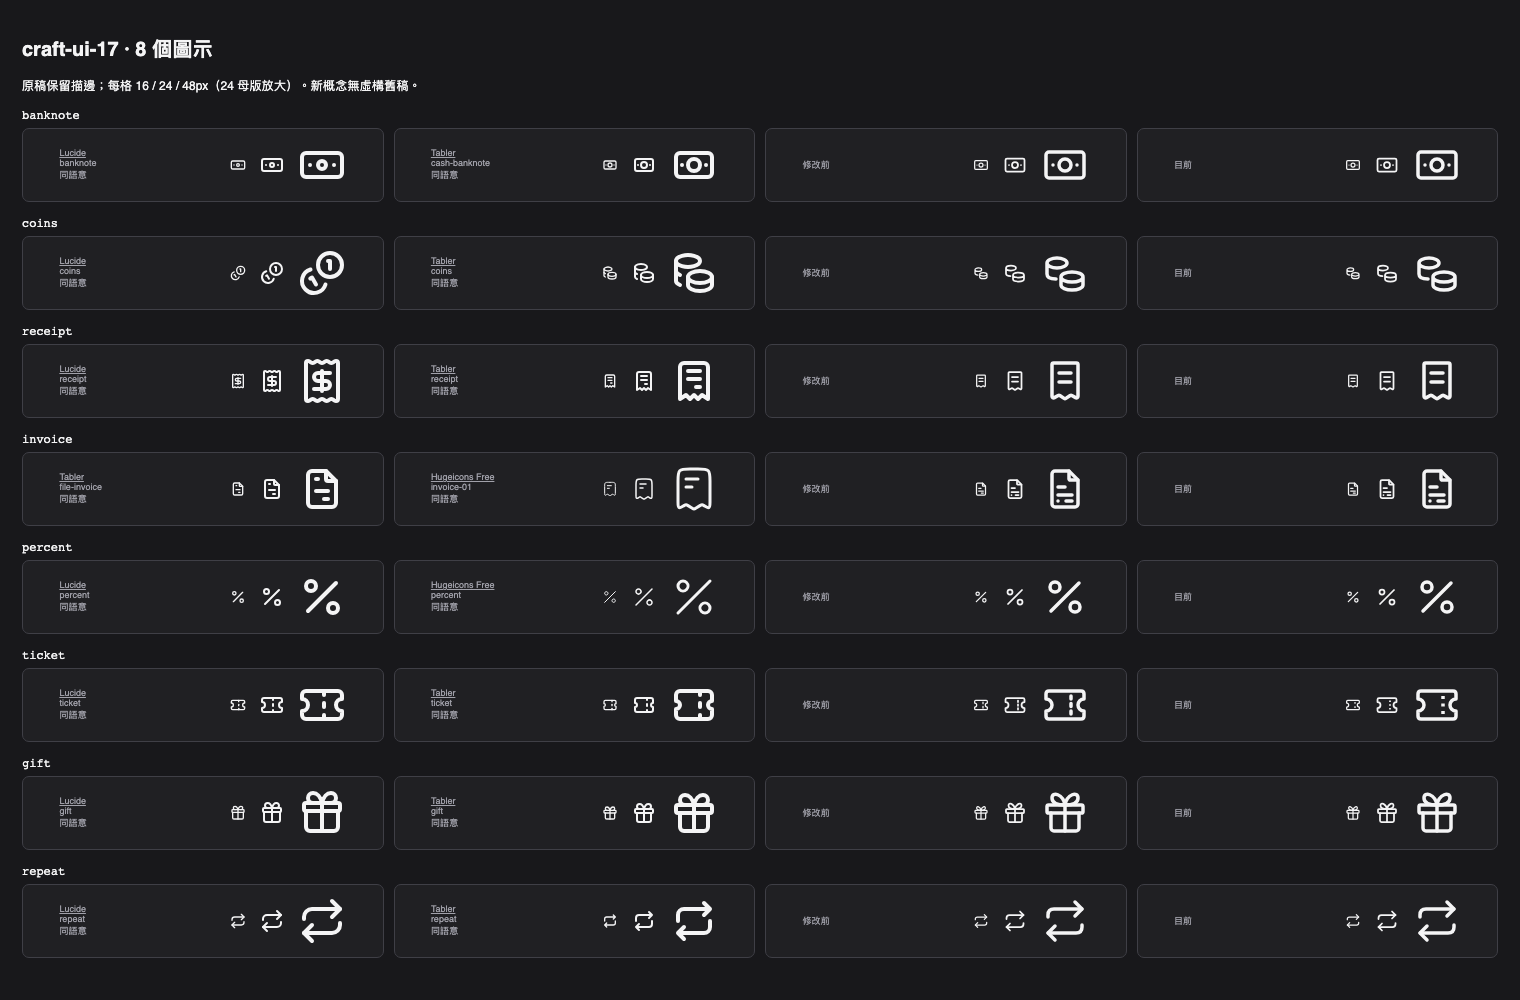 craft-ui-17 · 8 個圖示
原稿保留描邊；每格 16 / 24 / 48px（24 母版放大）。新概念無虛構舊稿。
banknote
Lucide
banknote
同語意
Tabler
cash-banknote
同語意
修改前
目前
coins
Lucide
coins
同語意
Tabler
coins
同語意
修改前
目前
receipt
Lucide
receipt
同語意
Tabler
receipt
同語意
修改前
目前
invoice
Tabler
file-invoice
同語意
Hugeicons Free
invoice-01
同語意
修改前
目前
percent
Lucide
percent
同語意
Hugeicons Free
percent
同語意
修改前
目前
ticket
Lucide
ticket
同語意
Tabler
ticket
同語意
修改前
目前
gift
Lucide
gift
同語意
Tabler
gift
同語意
修改前
目前
repeat
Lucide
repeat
同語意
Tabler
repeat
同語意
修改前
目前